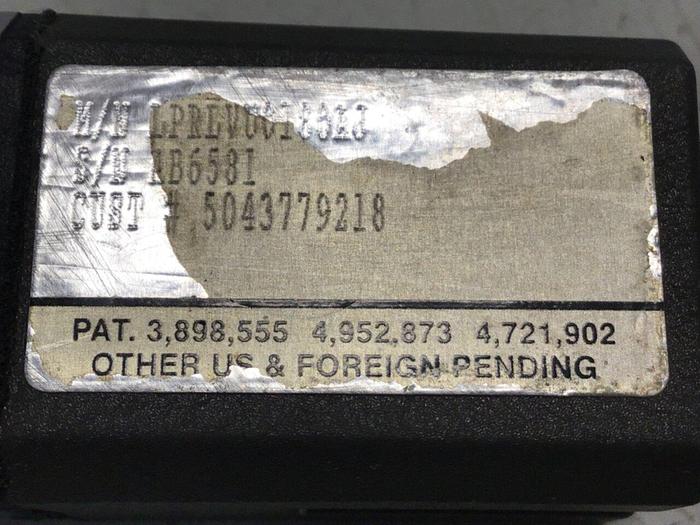 M/N
S/N
CUST # 5043779218
PAT. 3,898,555 4,952,873 4,721,902
OTHER US & FOREIGN PENDING